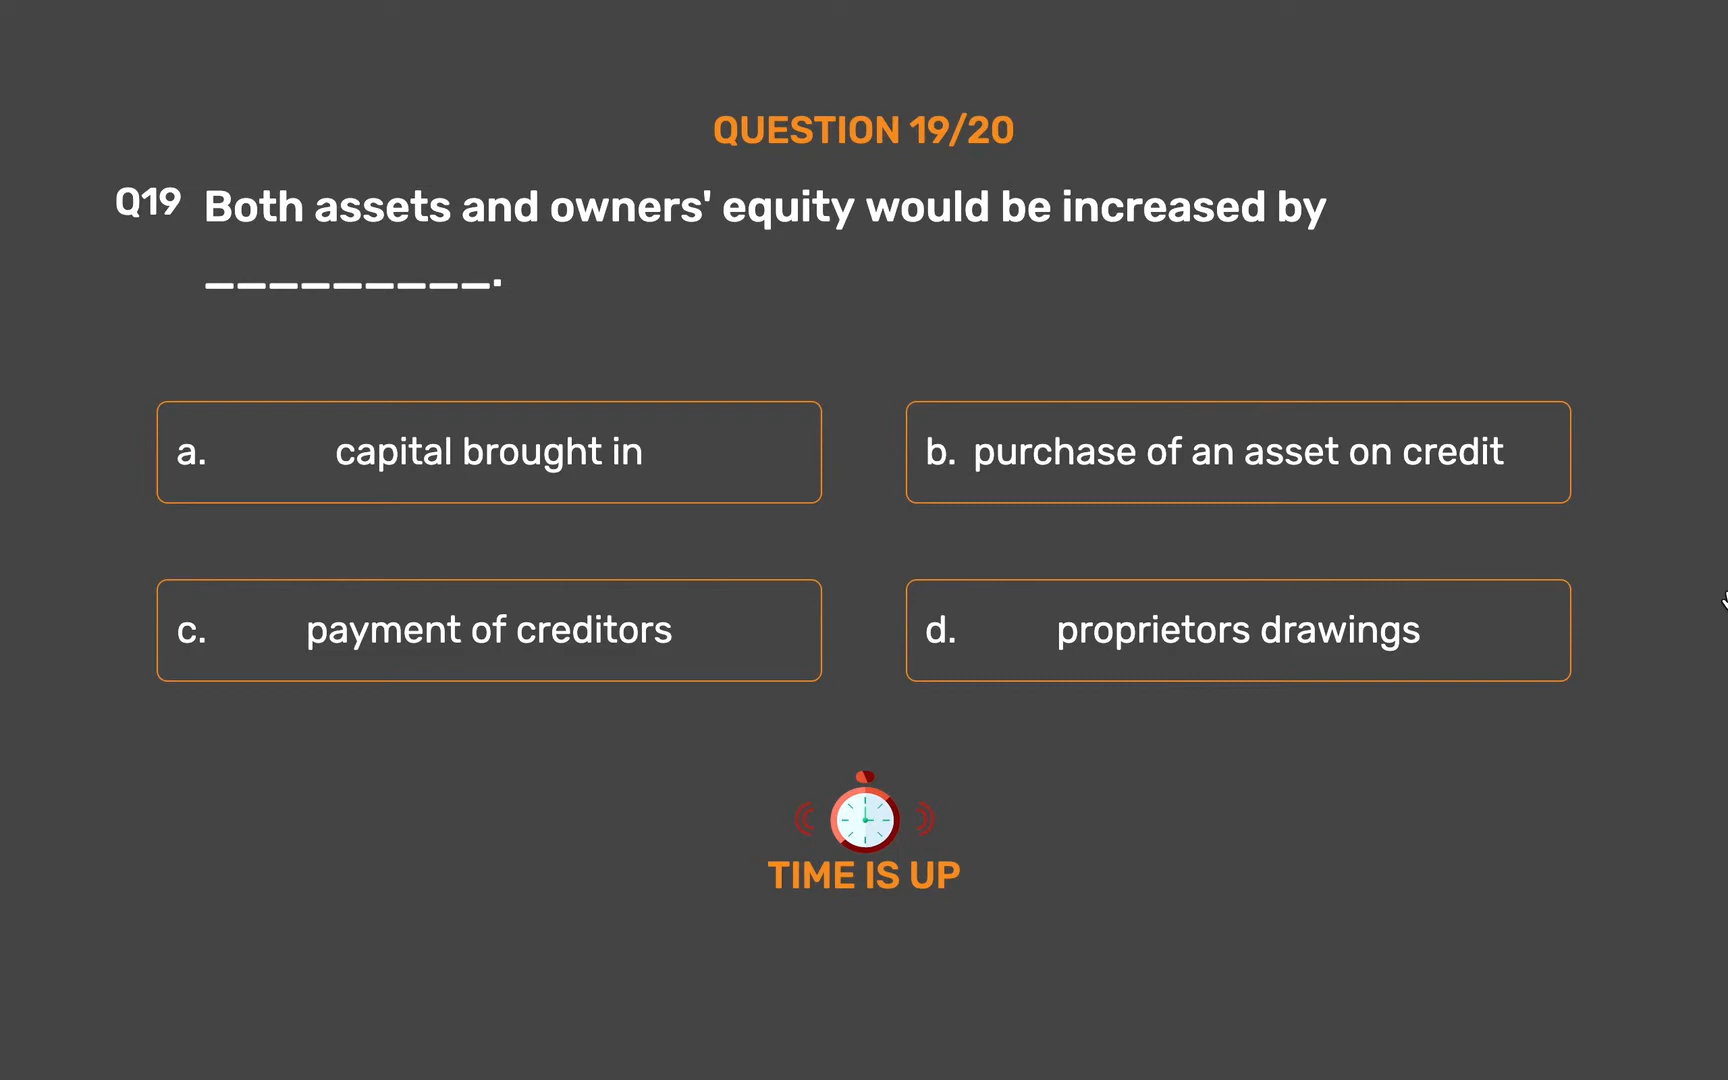 QUESTION 19/20
Q19 Both assets and owners' equity would be increased by
_________.
a. capital brought in
b. purchase of an asset on credit
c. payment of creditors
d. proprietors drawings
TIME IS UP